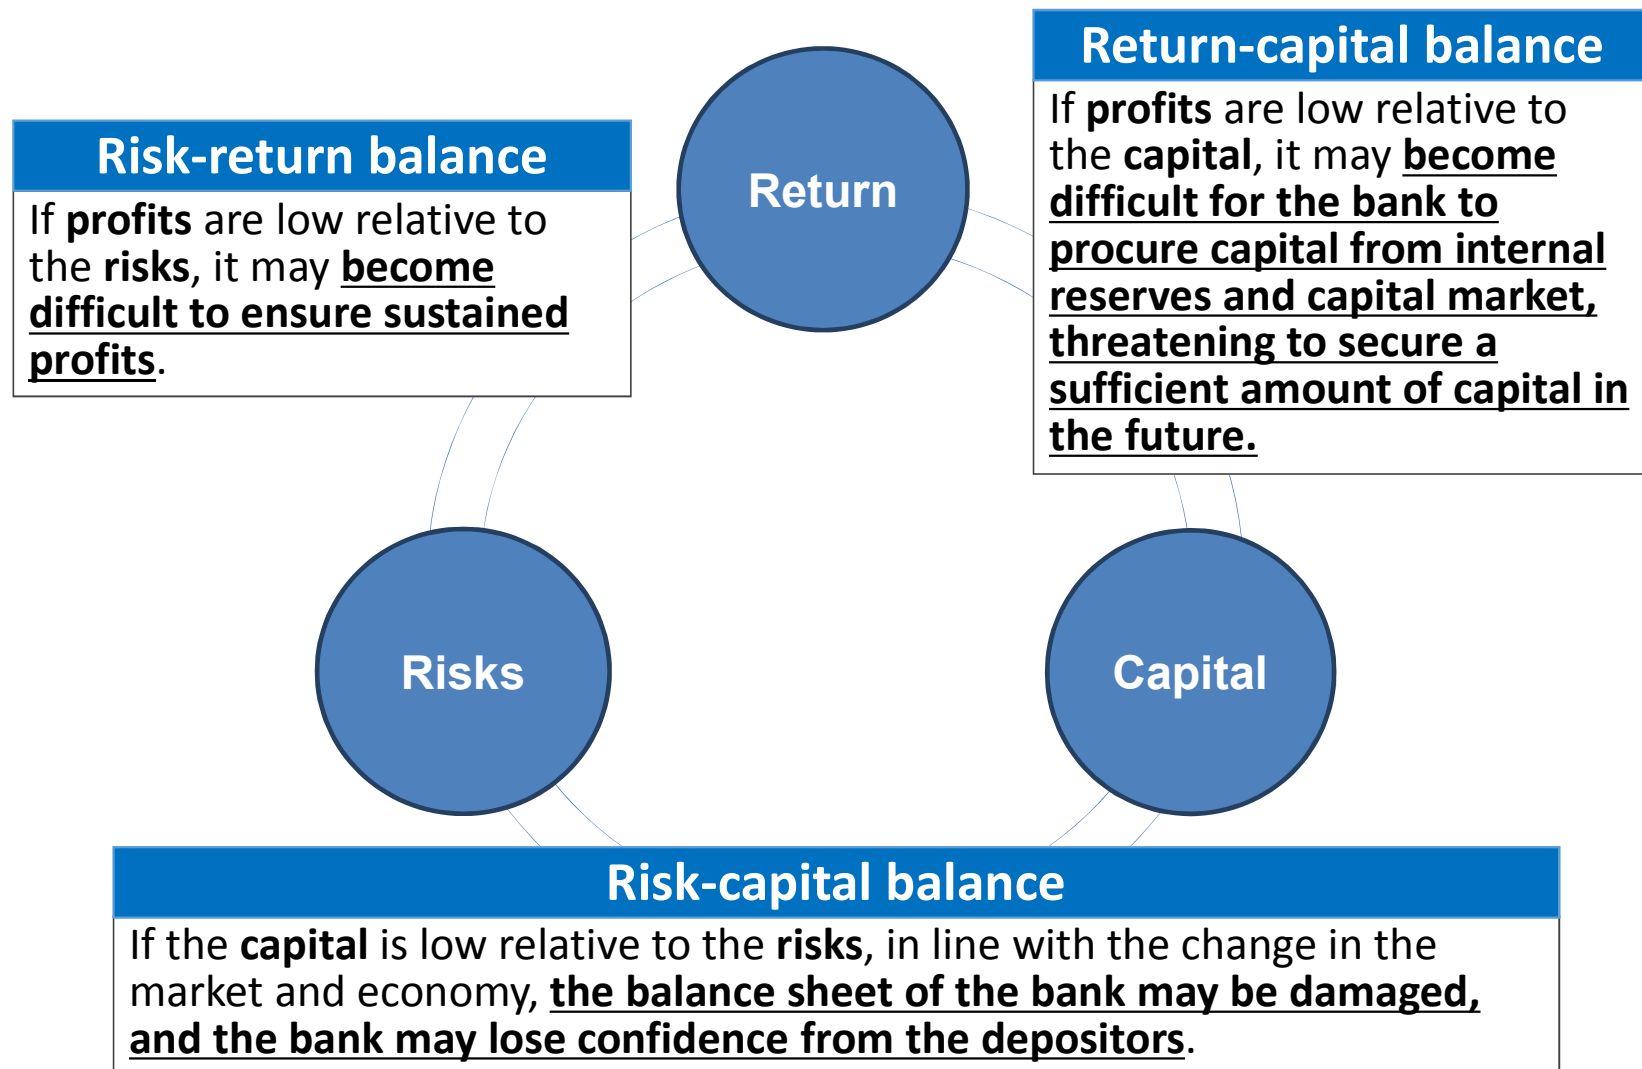 Return-capital balance
If profits are low relative to
the capital, it may become
difficult for the bank to
procure capital from internal
reserves and capital market,
threatening to secure a
sufficient amount of capital in
the future.
Risk-return balance
If profits are low relative to
the risks, it may become
difficult to ensure sustained
profits.
Return
Risks
Capital
Risk-capital balance
If the capital is low relative to the risks, in line with the change in the
market and economy, the balance sheet of the bank may be damaged,
and the bank may lose confidence from the depositors.